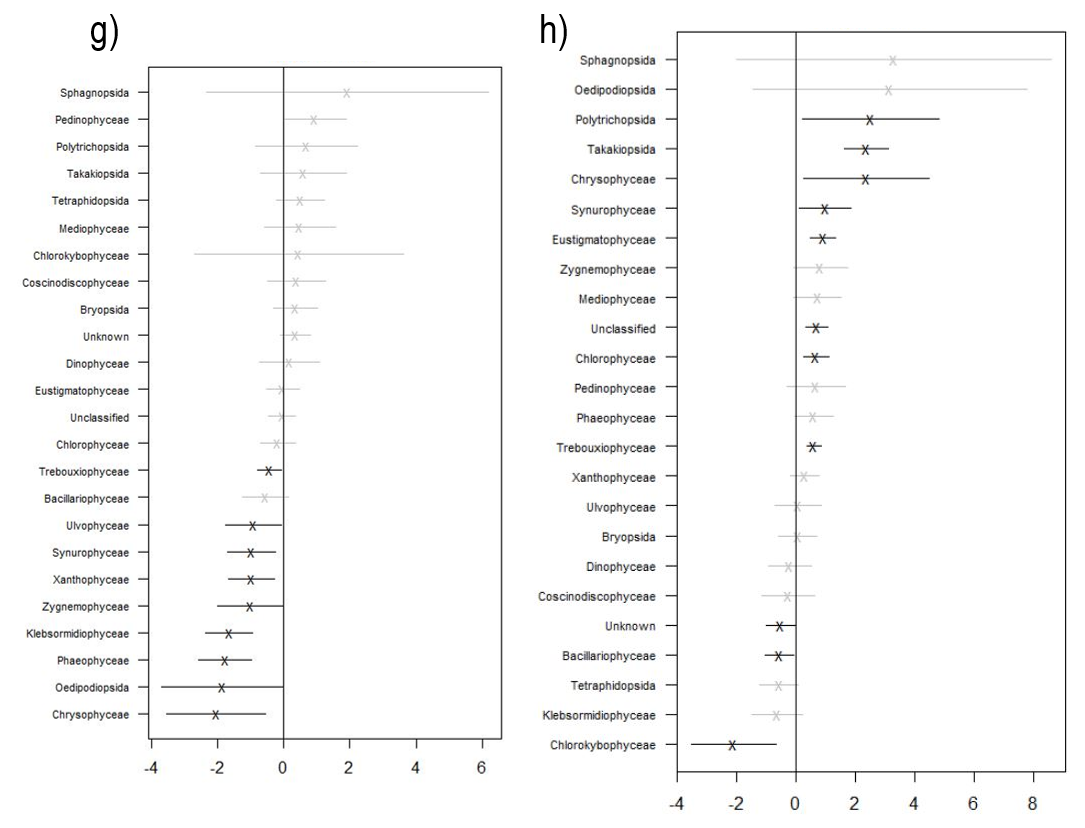 g)
Sphagnopsida
Pedinophyceae
Polytrichopsida
Takakiopsida
Tetraphidopsida
Mediophyceae
Chlorokybophyceae
Coscinodiscophyceae
Bryopsida
Unknown
Dinophyceae
Eustigmatophyceae
Unclassified
Chlorophyceae
Trebouxiophyceae
Bacillariophyceae
Ulvophyceae
Synurophyceae
Xanthophyceae
Zygnemophyceae
Klebsormidiophyceae
Phaeophyceae
Oedipodiopsida
Chrysophyceae
-4 -2 0 2 4 6
h)
Sphagnopsida
Oedipodiopsida
Polytrichopsida
Takakiopsida
Chrysophyceae
Synurophyceae
Eustigmatophyceae
Zygnemophyceae
Mediophyceae
Unclassified
Chlorophyceae
Pedinophyceae
Phaeophyceae
Trebouxiophyceae
Xanthophyceae
Ulvophyceae
Bryopsida
Dinophyceae
Coscinodiscophyceae
Unknown
Bacillariophyceae
Tetraphidopsida
Klebsormidiophyceae
Chlorokybophyceae
-4 -2 0 2 4 6 8